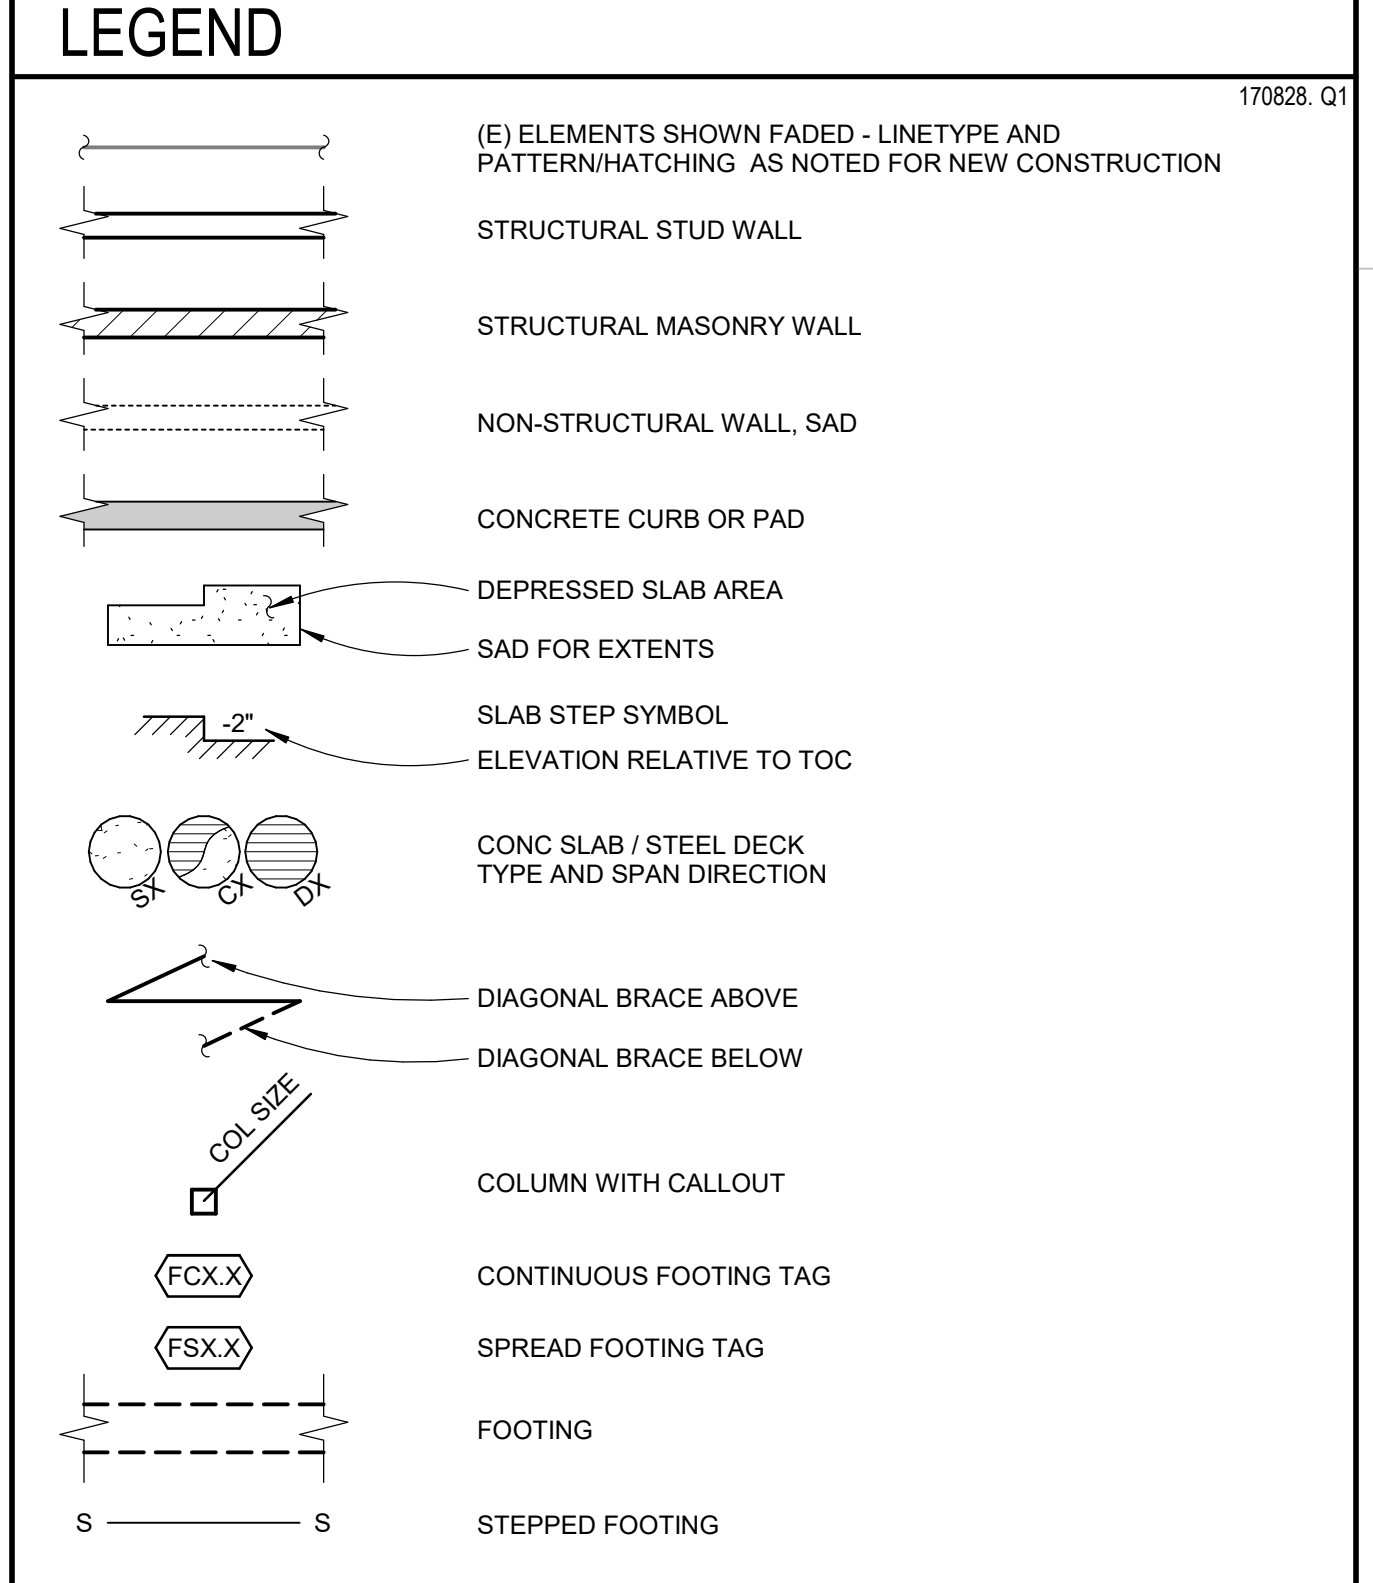 LEGEND
170828. Q1
(E) ELEMENTS SHOWN FADED - LINETYPE AND
PATTERN/HATCHING AS NOTED FOR NEW CONSTRUCTION
STRUCTURAL STUD WALL
STRUCTURAL MASONRY WALL
NON-STRUCTURAL WALL, SAD
CONCRETE CURB OR PAD
DEPRESSED SLAB AREA
SAD FOR EXTENTS
-2"
SLAB STEP SYMBOL
ELEVATION RELATIVE TO TOC
SX CX DX
CONC SLAB / STEEL DECK
TYPE AND SPAN DIRECTION
DIAGONAL BRACE ABOVE
DIAGONAL BRACE BELOW
COL SIZE
COLUMN WITH CALLOUT
FCX.X
CONTINUOUS FOOTING TAG
FSX.X
SPREAD FOOTING TAG
FOOTING
S S
STEPPED FOOTING